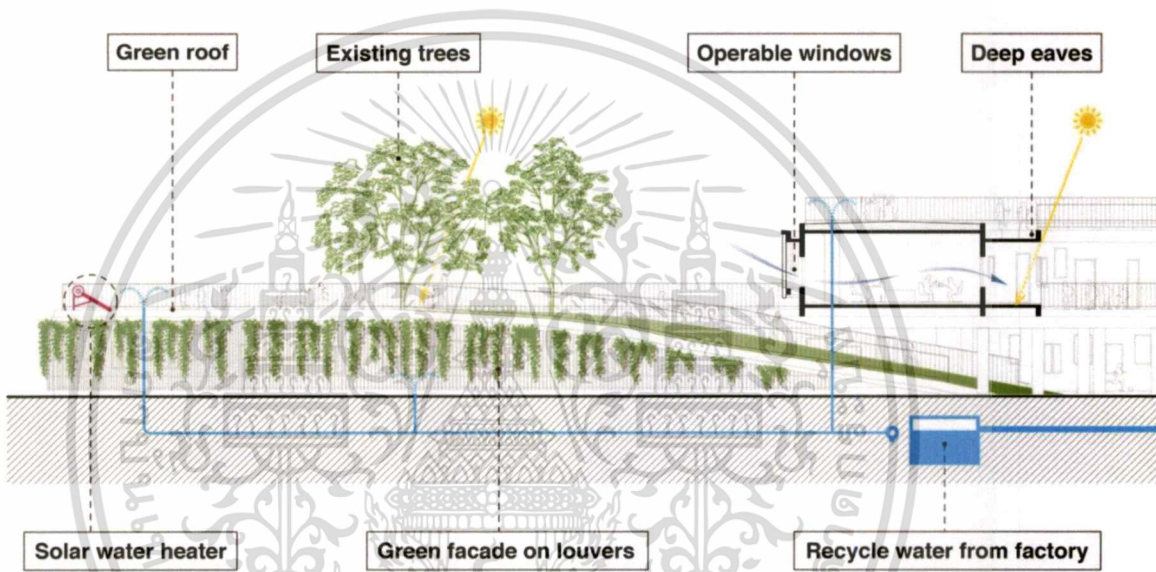 Green roof
Existing trees
Operable windows
Deep eaves
Solar water heater
Green facade on louvers
Recycle water from factory